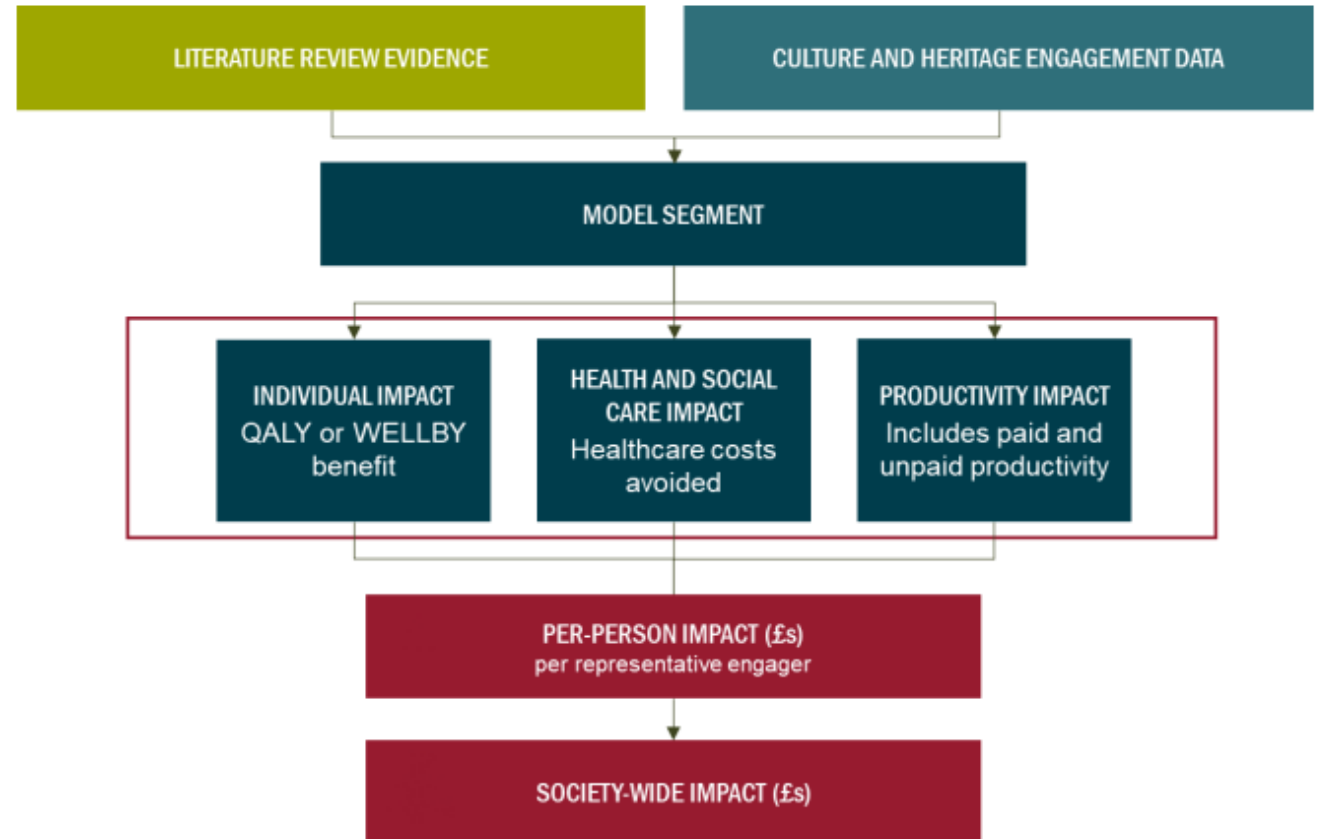 LITERATURE REVIEW EVIDENCE
CULTURE AND HERITAGE ENGAGEMENT DATA
MODEL SEGMENT
INDIVIDUAL IMPACT
QALY or WELLBY
benefit
HEALTH AND SOCIAL
CARE IMPACT
Healthcare costs
avoided
PRODUCTIVITY IMPACT
Includes paid and
unpaid productivity
PER-PERSON IMPACT (£s)
per representative engager
SOCIETY-WIDE IMPACT (£s)